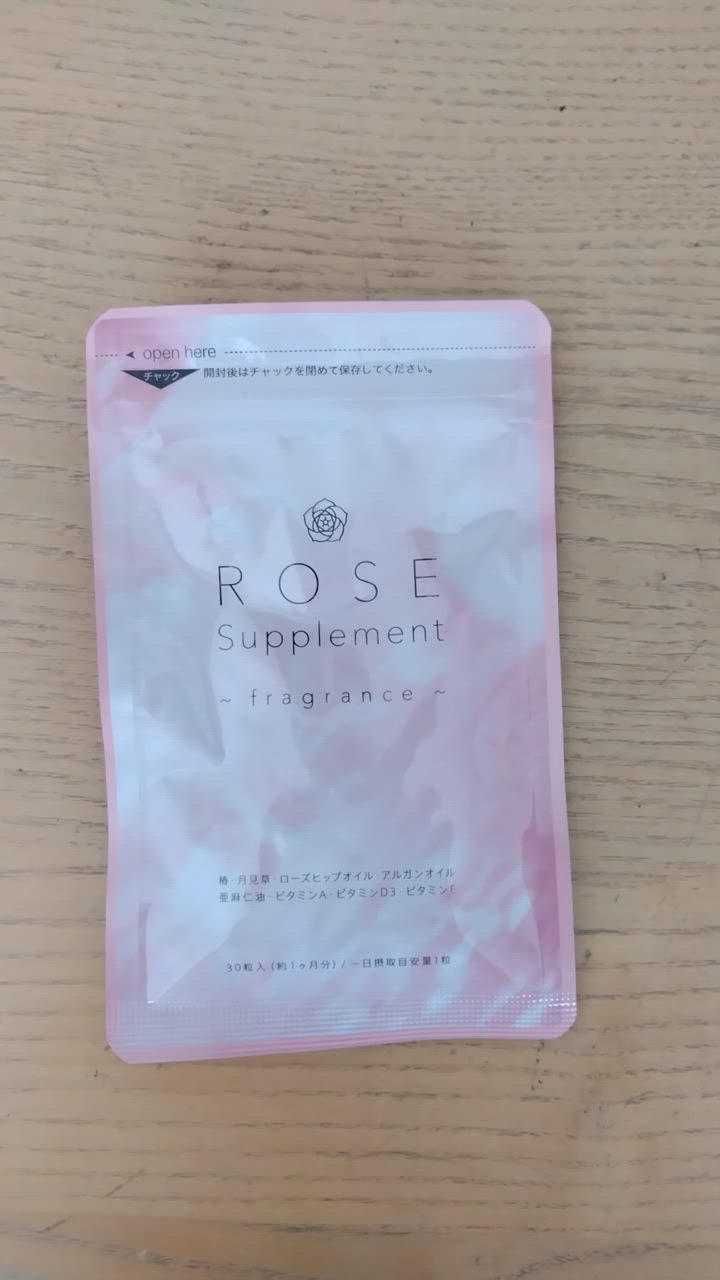 open here
チャック
開封後はチャックを閉めて保存してください。
ROSE
Supplement
~ fragrance ~
椿・月見草・ローズヒップオイル・アルガンオイル
亜麻仁油・ビタミンA・ビタミンD3・ビタミンE
30粒入(約1ヶ月分)/一日摂取目安量1粒